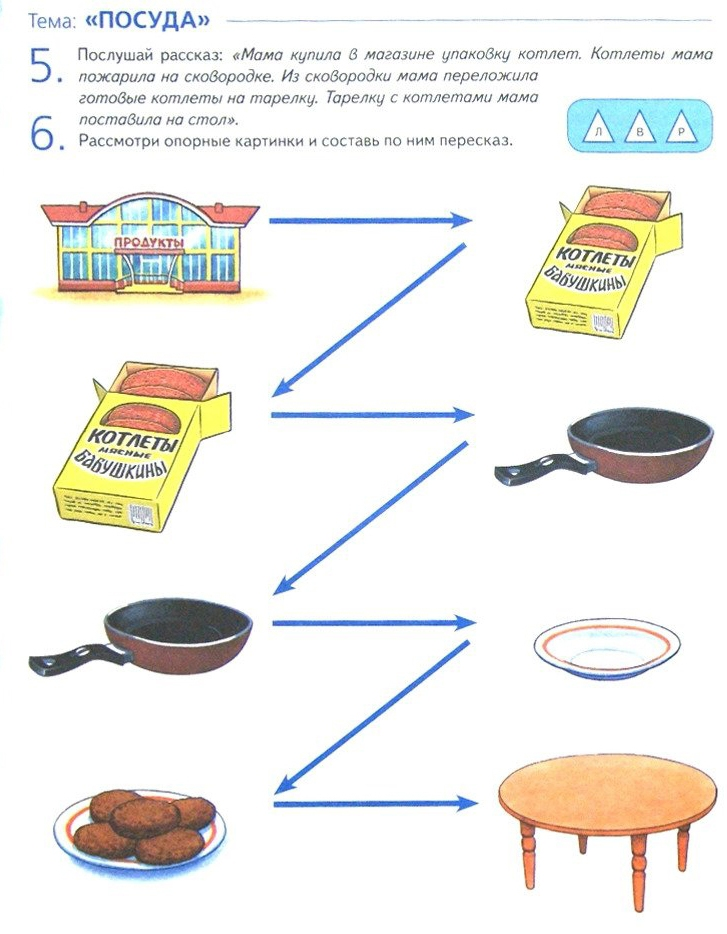 Тема: «ПОСУДА»
5. Послушай рассказ: «Мама купила в магазине упаковку котлет. Котлеты мама
пожарила на сковородке. Из сковородки мама переложила
готовые котлеты на тарелку. Тарелку с котлетами мама
поставила на стол».
6. Рассмотри опорные картинки и составь по ним пересказ.
Л В Р
ПРОДУКТЫ
КОТЛЕТЫ
МЯСНЫЕ
БАБУШКИНЫ
КОТЛЕТЫ
МЯСНЫЕ
БАБУШКИНЫ